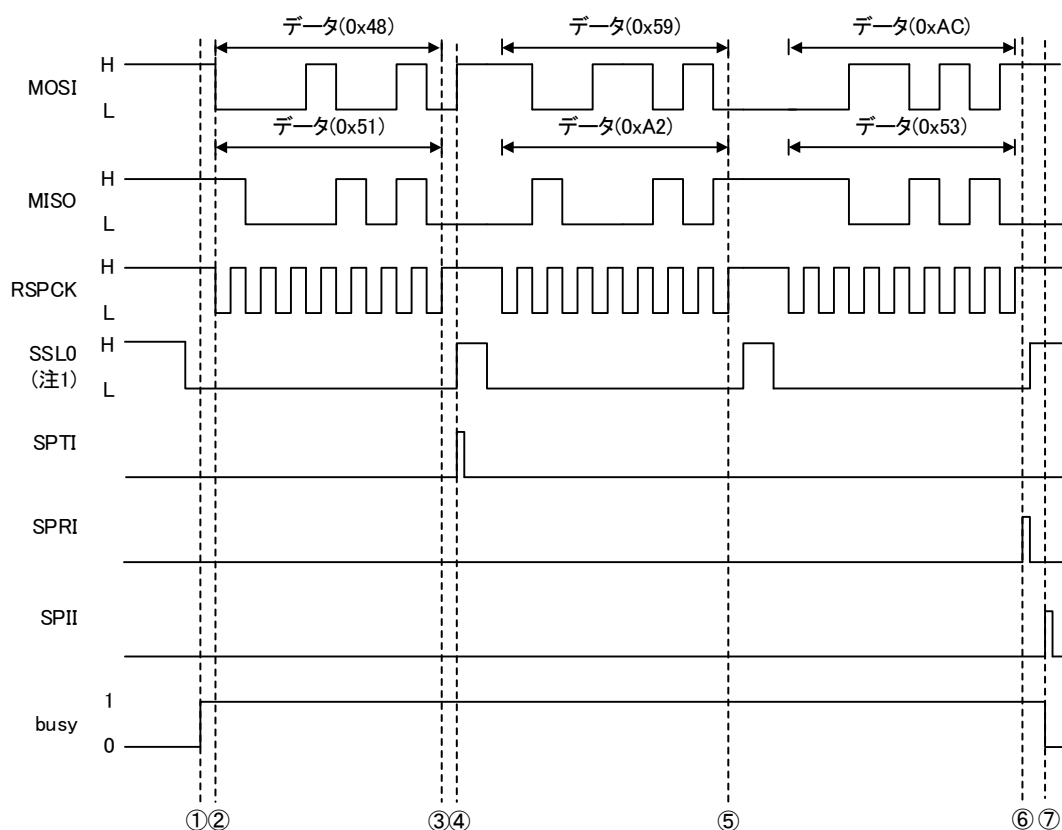 データ(0x48)
データ(0x59)
データ(0xAC)
H
MOSI
L
データ(0x51)
データ(0xA2)
データ(0x53)
H
MISO
L
H
RSPCK
L
H
SSL0
(注1)
L
SPTI
SPRI
SPII
1
busy
0
①②
③④
⑤
⑥
⑦